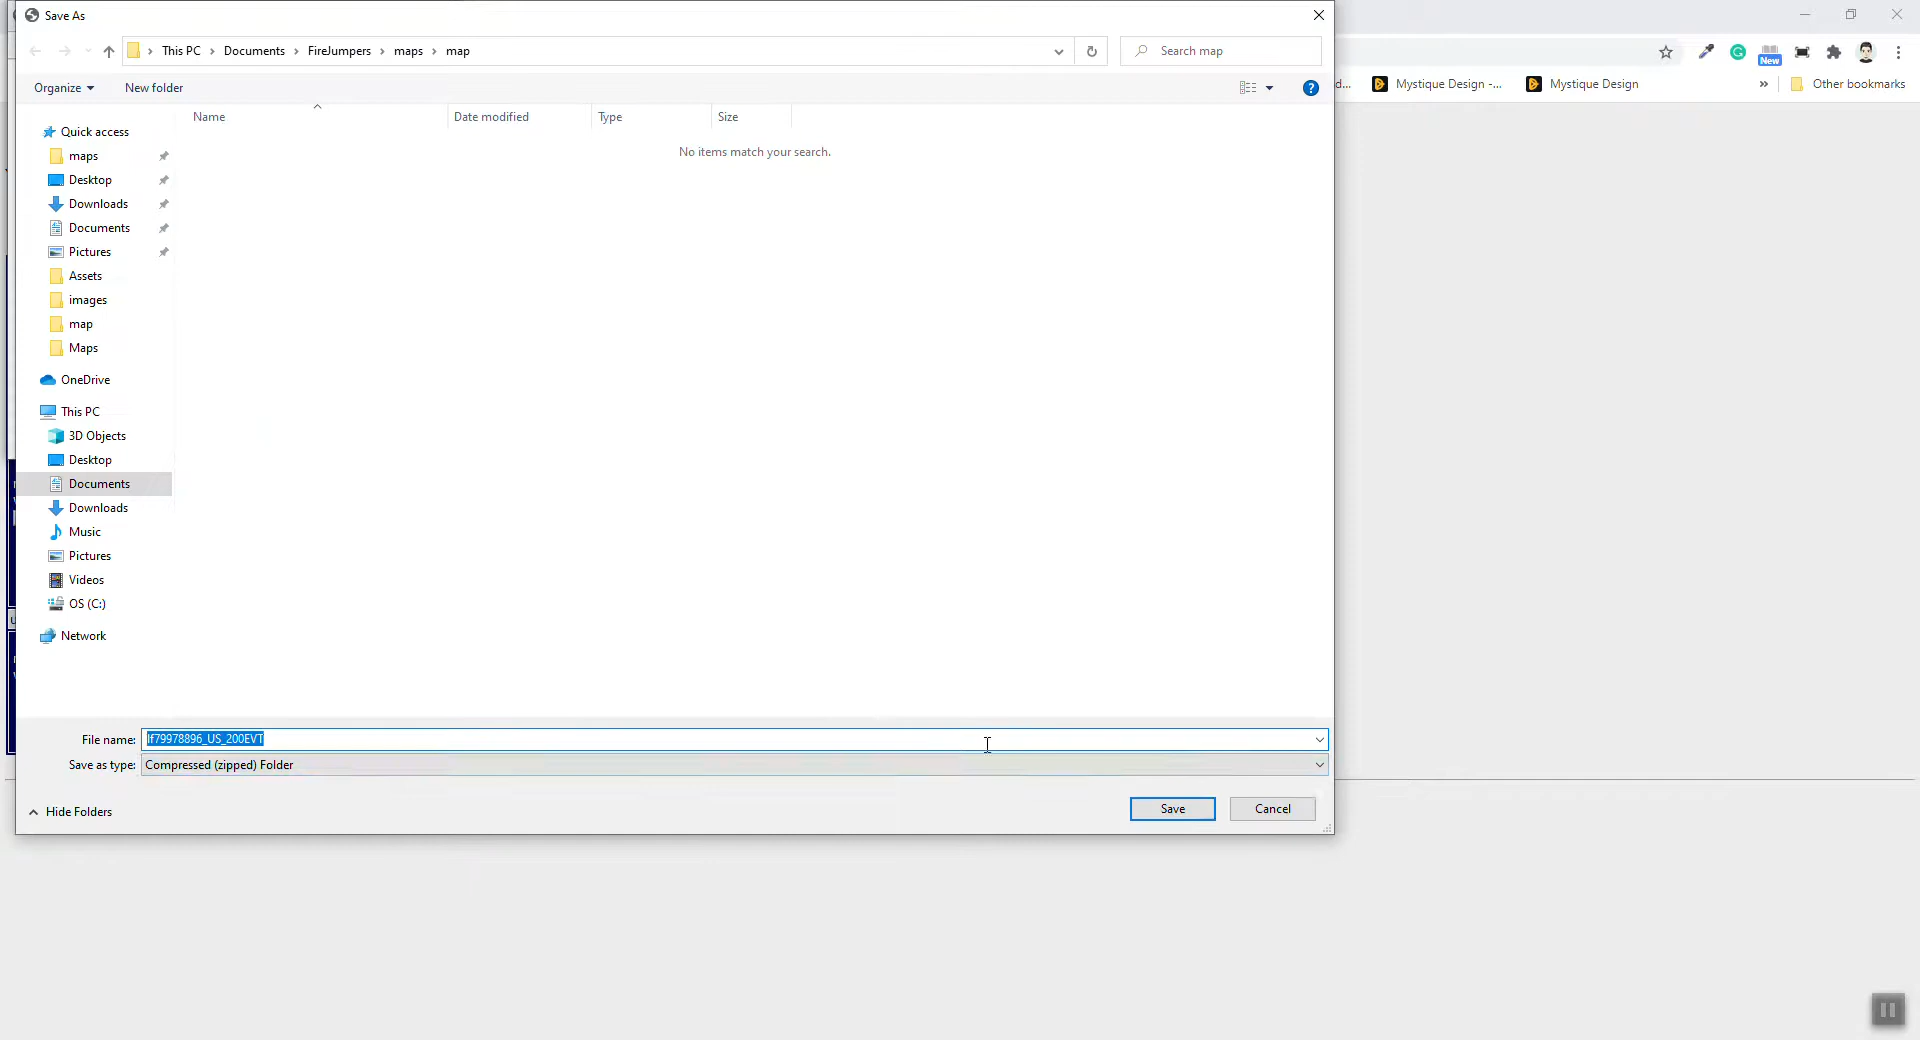 Save As
This PC > Documents > FireJumpers > maps > map
Search map
Organize
New folder
New
d...
Mystique Design -...
Mystique Design
»
Other bookmarks
Name
Date modified
Type
Size
No items match your search.
Quick access
maps
Desktop
Downloads
Documents
Pictures
Assets
images
map
Maps
OneDrive
This PC
3D Objects
Desktop
Documents
Downloads
Music
Pictures
Videos
OS (C:)
Network
File name: lf79978896_US_200EVT
Save as type: Compressed (zipped) Folder
Hide Folders
Save
Cancel